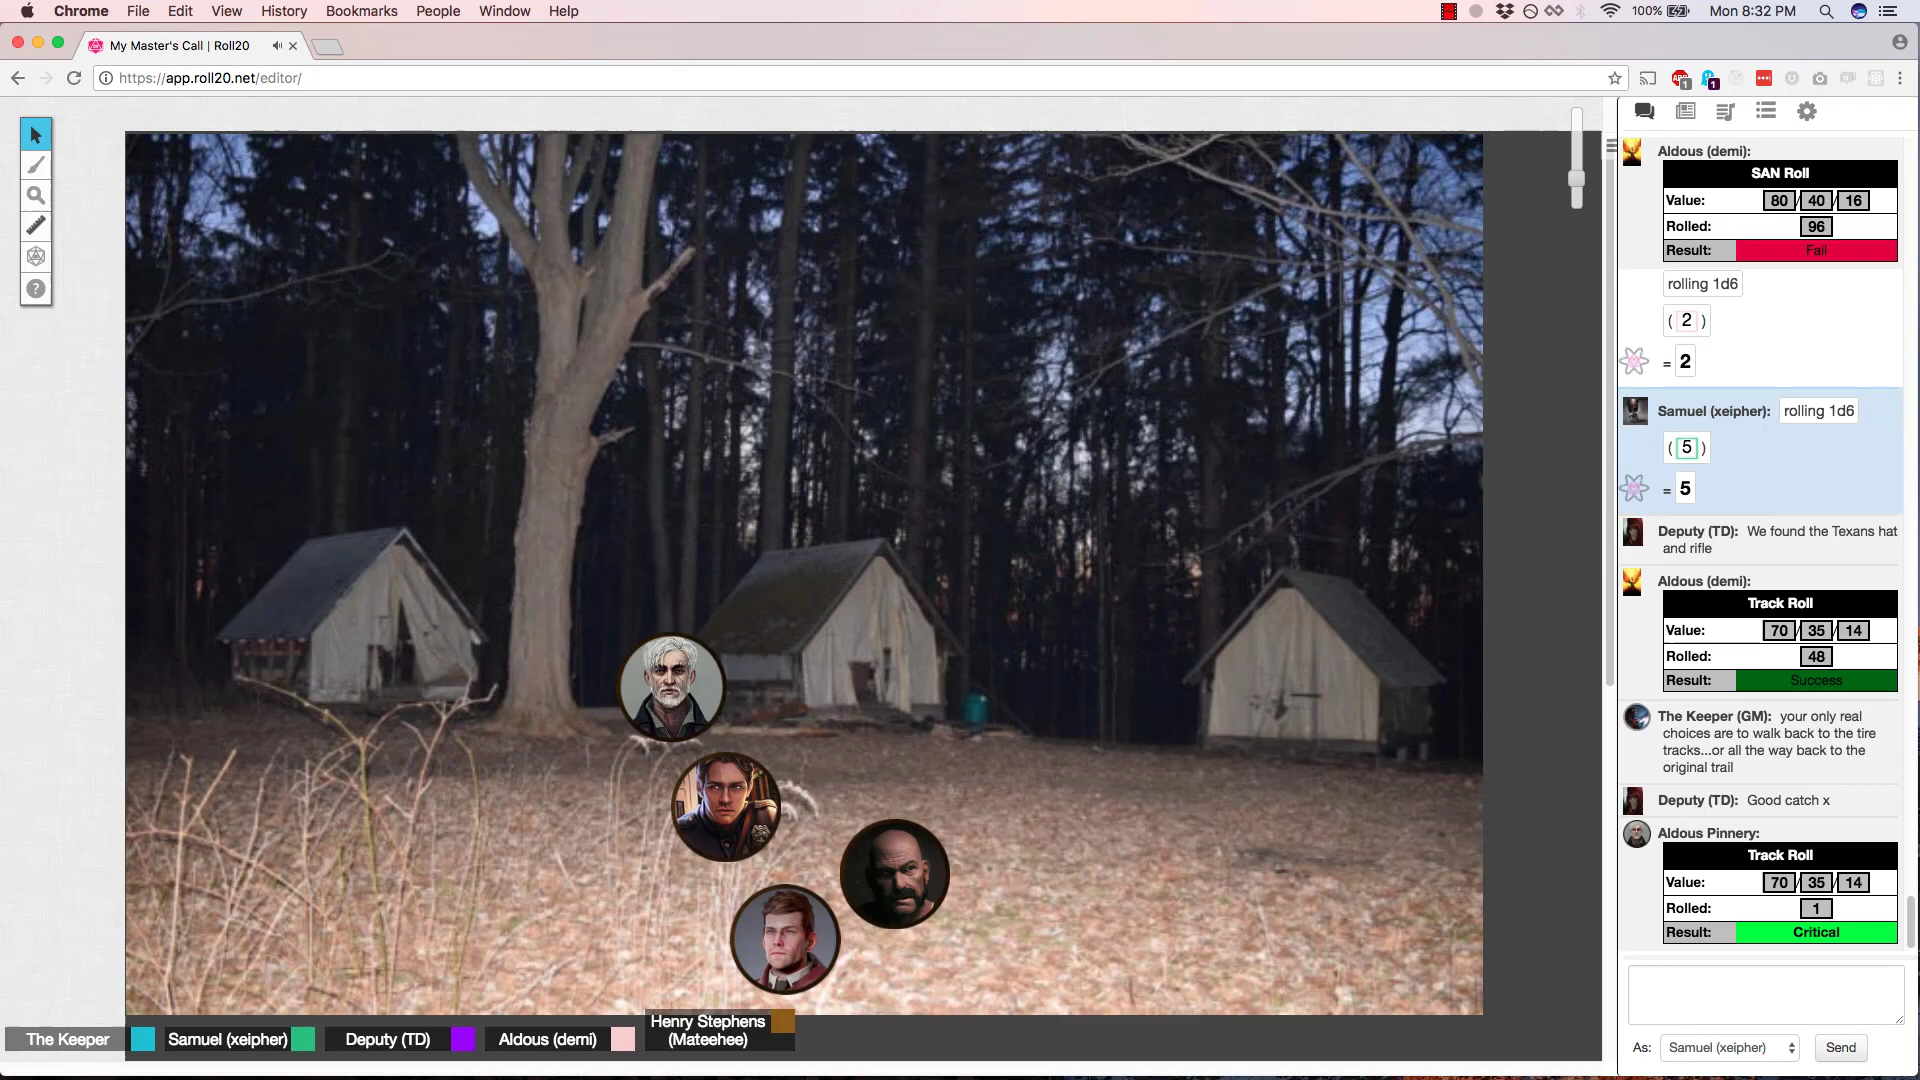 Chrome File Edit View History Bookmarks People Window Help 100% Mon 8:32 PM
My Master's Call | Roll20
https://app.roll20.net/editor/
1 1
Aldous (demi):
SAN Roll
Value: 80 / 40 / 16
Rolled: 96
Result: Fail
rolling 1d6
( 2 )
= 2
Samuel (xeipher): rolling 1d6
( 5 )
= 5
Deputy (TD): We found the Texans hat
and rifle
Aldous (demi):
Track Roll
Value: 70 / 35 / 14
Rolled: 48
Result: Success
The Keeper (GM): your only real
choices are to walk back to the tire
tracks...or all the way back to the
original trail
Deputy (TD): Good catch x
Aldous Pinnery:
Track Roll
Value: 70 / 35 / 14
Rolled: 1
Result: Critical
The Keeper
Samuel (xeipher)
Deputy (TD)
Aldous (demi)
Henry Stephens
(Mateehee)
As: Samuel (xeipher) Send